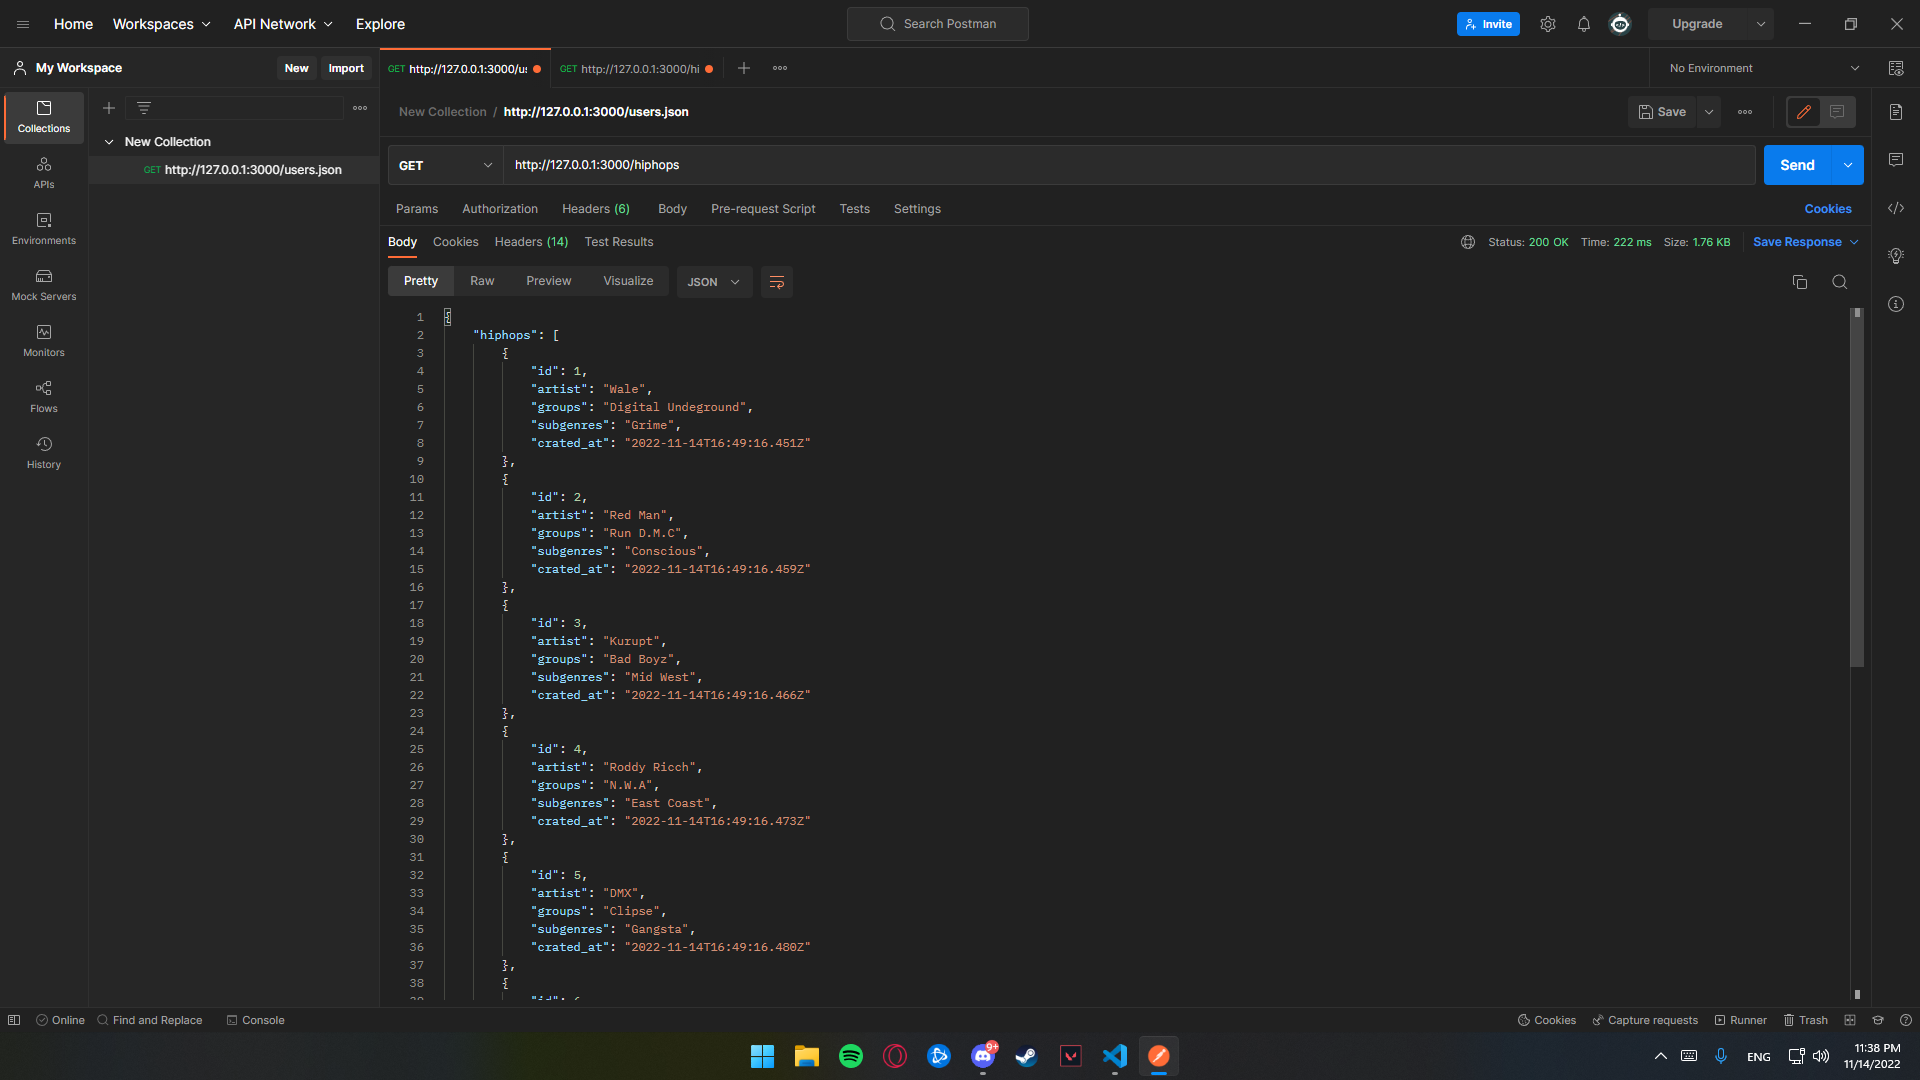 Home Workspaces API Network Explore Search Postman Invite Upgrade
My Workspace New Import GET http://127.0.0.1:3000/us GET http://127.0.0.1:3000/hi No Environment
Collections
APIs
Environments
Mock Servers
Monitors
Flows
History
New Collection
GET http://127.0.0.1:3000/users.json
New Collection / http://127.0.0.1:3000/users.json Save
GET http://127.0.0.1:3000/hiphops Send
Params Authorization Headers (6) Body Pre-request Script Tests Settings Cookies
Body Cookies Headers (14) Test Results Status: 200 OK Time: 222 ms Size: 1.76 KB Save Response
Pretty Raw Preview Visualize JSON
1 {
2 "hiphops": [
3 {
4 "id": 1,
5 "artist": "Wale",
6 "groups": "Digital Undeground",
7 "subgenres": "Grime",
8 "crated_at": "2022-11-14T16:49:16.451Z"
9 },
10 {
11 "id": 2,
12 "artist": "Red Man",
13 "groups": "Run D.M.C",
14 "subgenres": "Conscious",
15 "crated_at": "2022-11-14T16:49:16.459Z"
16 },
17 {
18 "id": 3,
19 "artist": "Kurupt",
20 "groups": "Bad Boyz",
21 "subgenres": "Mid West",
22 "crated_at": "2022-11-14T16:49:16.466Z"
23 },
24 {
25 "id": 4,
26 "artist": "Roddy Ricch",
27 "groups": "N.W.A",
28 "subgenres": "East Coast",
29 "crated_at": "2022-11-14T16:49:16.473Z"
30 },
31 {
32 "id": 5,
33 "artist": "DMX",
34 "groups": "Clipse",
35 "subgenres": "Gangsta",
36 "crated_at": "2022-11-14T16:49:16.480Z"
37 },
38 {
Online Find and Replace Console Cookies Capture requests Runner Trash
9+
ENG
11:38 PM
11/14/2022